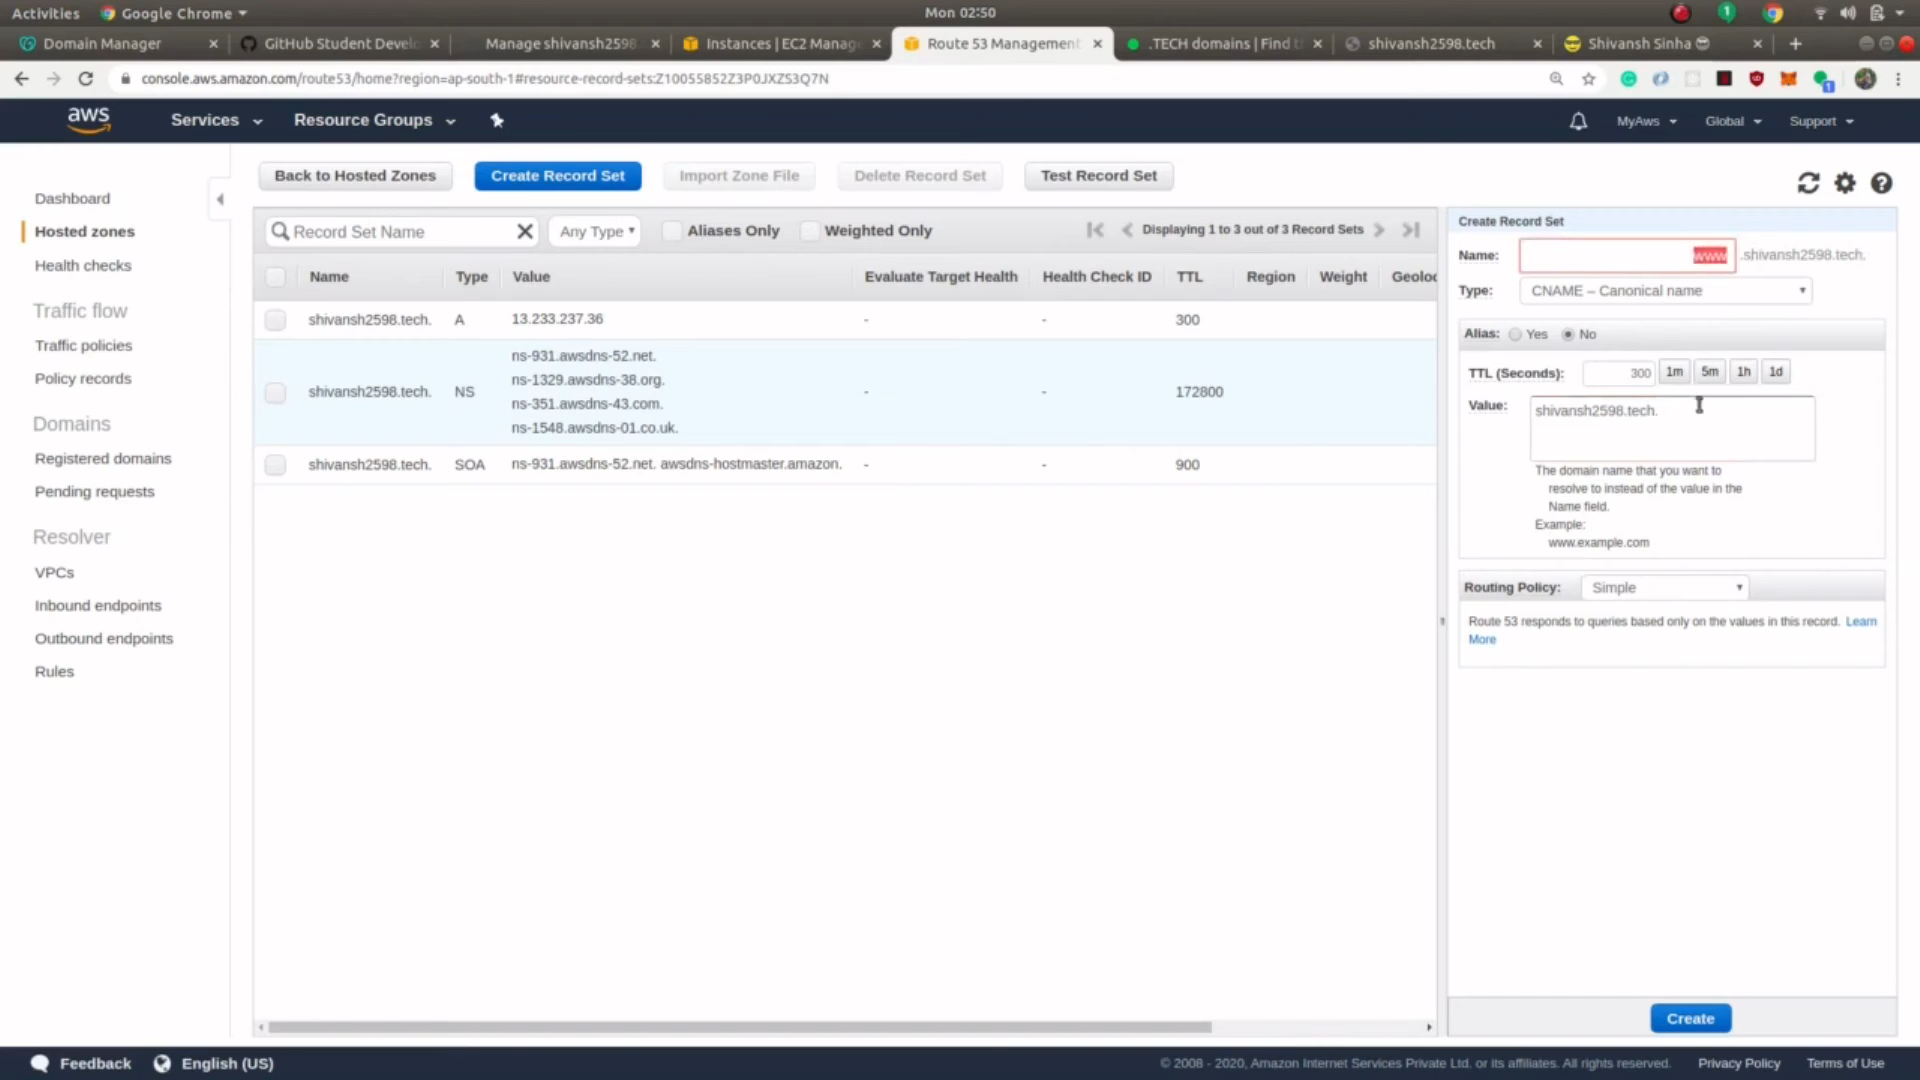 Activities
Google Chrome
Mon 02:50
1
Domain Manager
GitHub Student Develo
Manage shivansh2598
Instances | EC2 Manag
Route 53 Management
.TECH domains | Find t
shivansh2598.tech
Shivansh Sinha
console.aws.amazon.com/route53/home?region=ap-south-1#resource-record-sets:Z10055852Z3P0JXZS3Q7N
1
aws
Services
Resource Groups
MyAws
Global
Support
Dashboard
Hosted zones
Health checks
Traffic flow
Traffic policies
Policy records
Domains
Registered domains
Pending requests
Resolver
VPCs
Inbound endpoints
Outbound endpoints
Rules
Back to Hosted Zones
Create Record Set
Import Zone File
Delete Record Set
Test Record Set
Record Set Name
Any Type
Aliases Only
Weighted Only
Displaying 1 to 3 out of 3 Record Sets
Name Type Value Evaluate Target Health Health Check ID TTL Region Weight Geoloc
shivansh2598.tech. A 13.233.237.36 - - 300
shivansh2598.tech. NS ns-931.awsdns-52.net.
ns-1329.awsdns-38.org.
ns-351.awsdns-43.com.
ns-1548.awsdns-01.co.uk. - - 172800
shivansh2598.tech. SOA ns-931.awsdns-52.net. awsdns-hostmaster.amazon. - - 900
Create Record Set
Name: www .shivansh2598.tech.
Type: CNAME – Canonical name
Alias: Yes No
TTL (Seconds): 300 1m 5m 1h 1d
Value: shivansh2598.tech.
The domain name that you want to
resolve to instead of the value in the
Name field.
Example:
www.example.com
Routing Policy: Simple
Route 53 responds to queries based only on the values in this record. Learn
More
Create
Feedback
English (US)
© 2008 - 2020, Amazon Internet Services Private Ltd. or its affiliates. All rights reserved.
Privacy Policy
Terms of Use